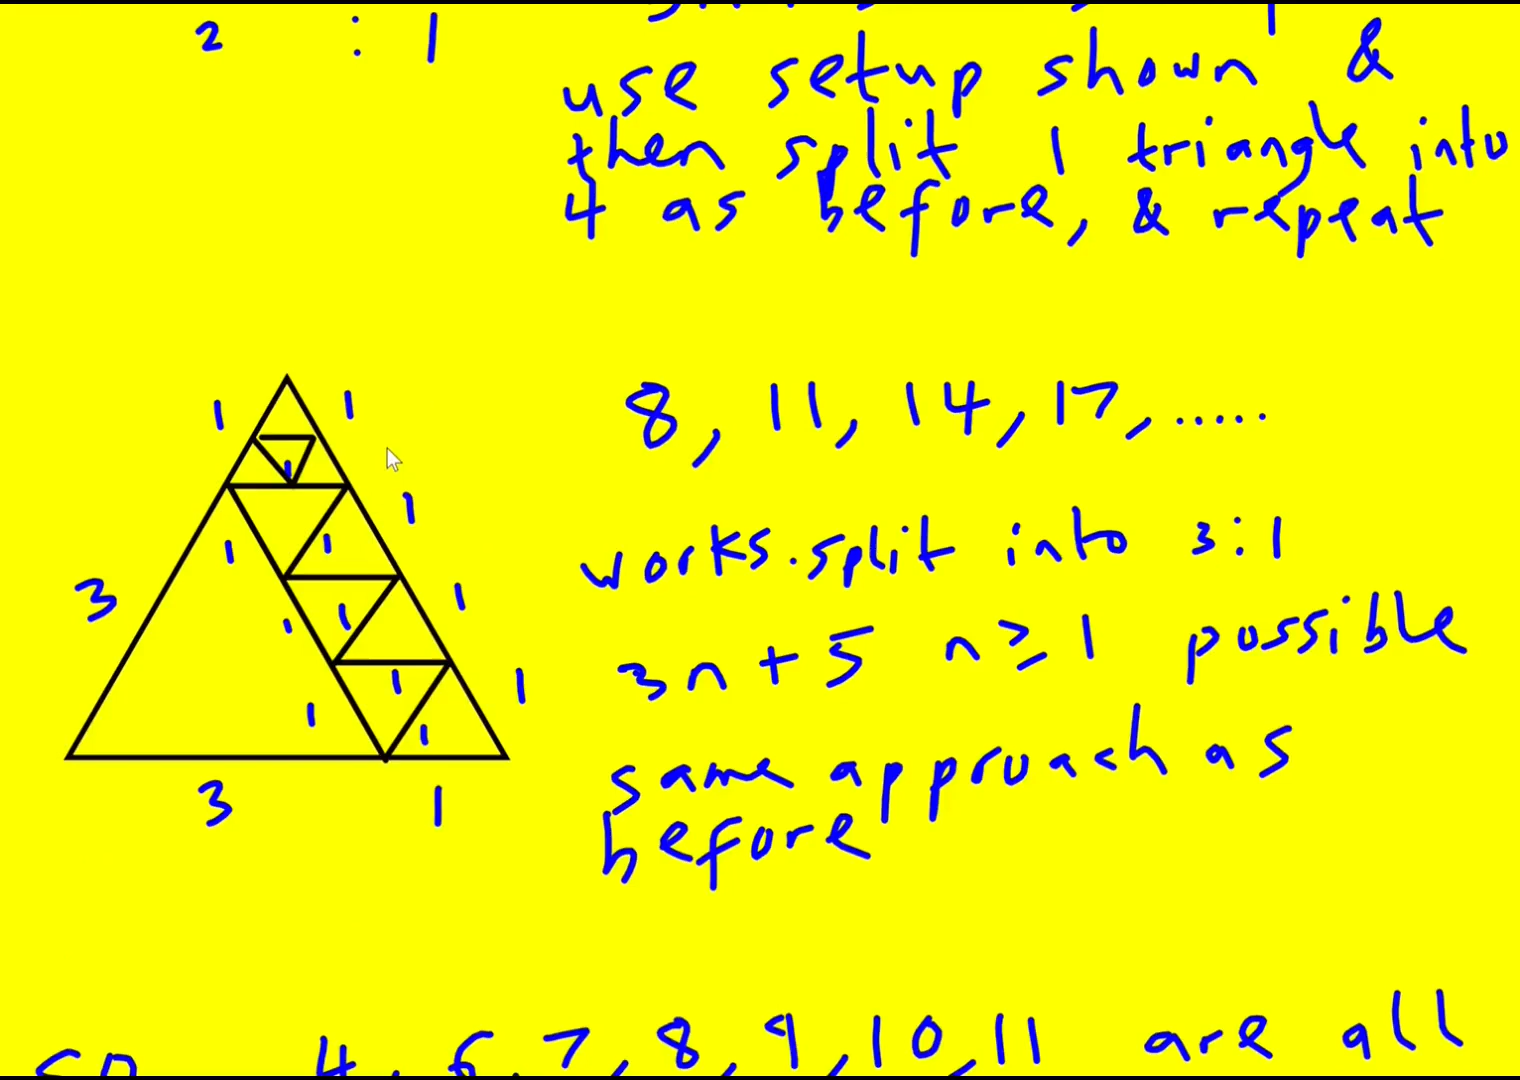 2 : 1
use setup shown &
then split 1 triangle into
4 as before, & repeat
1 1
8, 11, 14, 17, .....
1
1
1 1
works. split into 3:1
3
1 1
1
3n + 5 n ≥ 1 possible
1 1
1 1
same approach as
3 1
before
so 4, 6, 7, 8, 9, 10, 11 are all